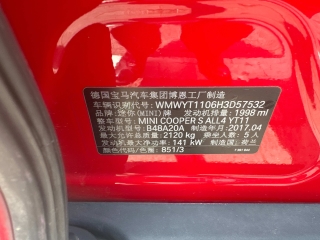 德国宝马汽车集团博恩工厂制造
车辆识别代号: WMWYT1106H3D57532
品牌: 迷你(MINI)牌 发动机排量: 1998 ml
整车型号: MINI COOPER S ALL4 YT11
发动机型号: B48A20A 制造年月: 2017.04
最大允许总质量: 2120 kg 乘坐人数: 5 人
发动机最大净功率: 141 kW 制造国: 荷兰
颜色代码/色板: 851/3